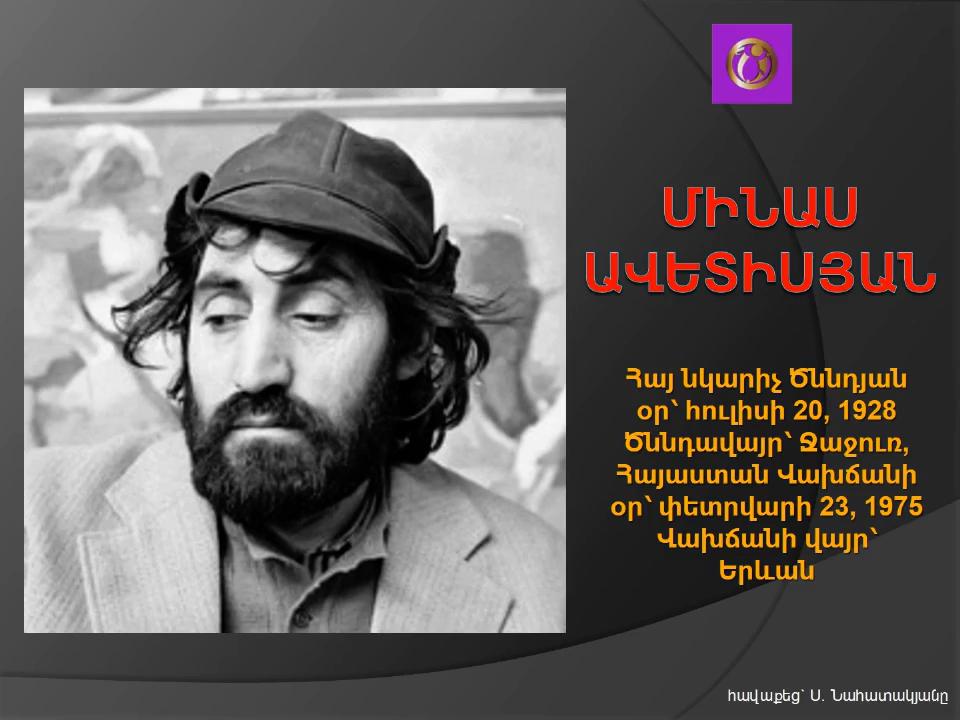 ՄԻՆԱՍ
ԱՎԵՏԻՍՅԱՆ
Հայ նկարիչ Ծննդյան
օր՝ հուլիսի 20, 1928
Ծննդավայր՝ Ջաջուռ,
Հայաստան Վախճանի
օր՝ փետրվարի 23, 1975
Վախճանի վայր՝
Երևան
հավաքեց՝ Ս. Նահատակյանը